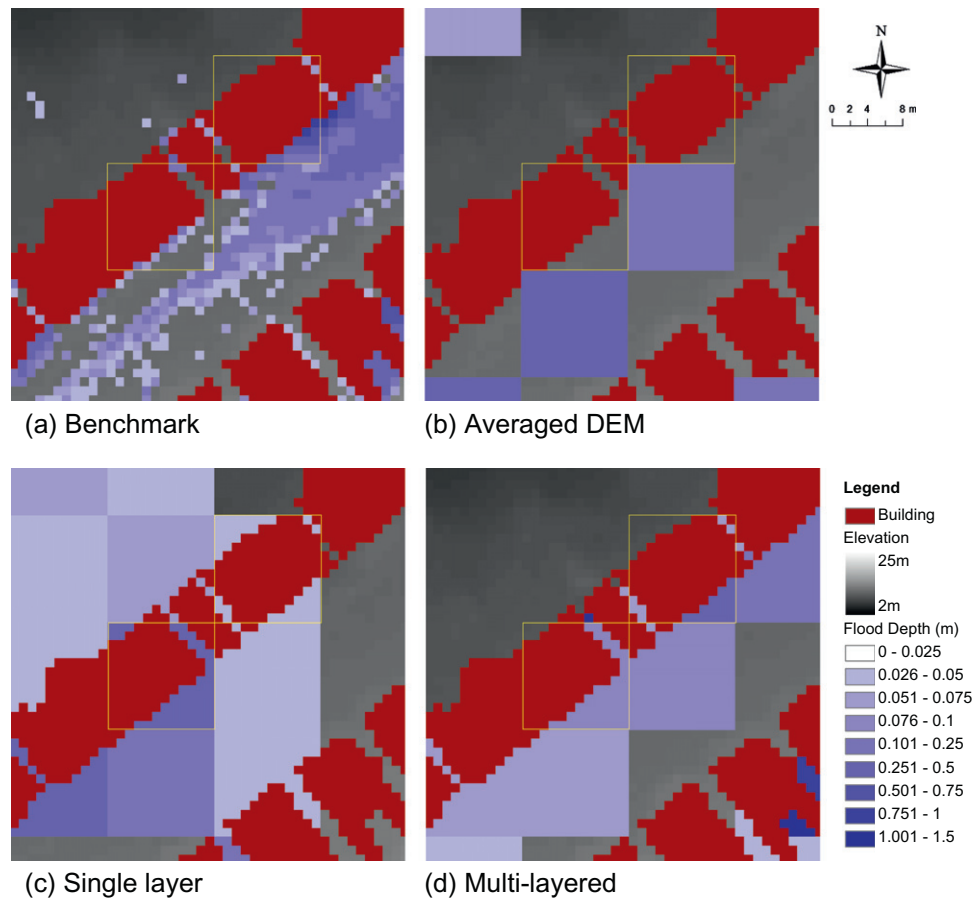 N
0 2 4 8 m
(a) Benchmark
(b) Averaged DEM
Legend
Building
Elevation
25m
2m
Flood Depth (m)
0 - 0.025
0.026 - 0.05
0.051 - 0.075
0.076 - 0.1
0.101 - 0.25
0.251 - 0.5
0.501 - 0.75
0.751 - 1
1.001 - 1.5
(c) Single layer
(d) Multi-layered